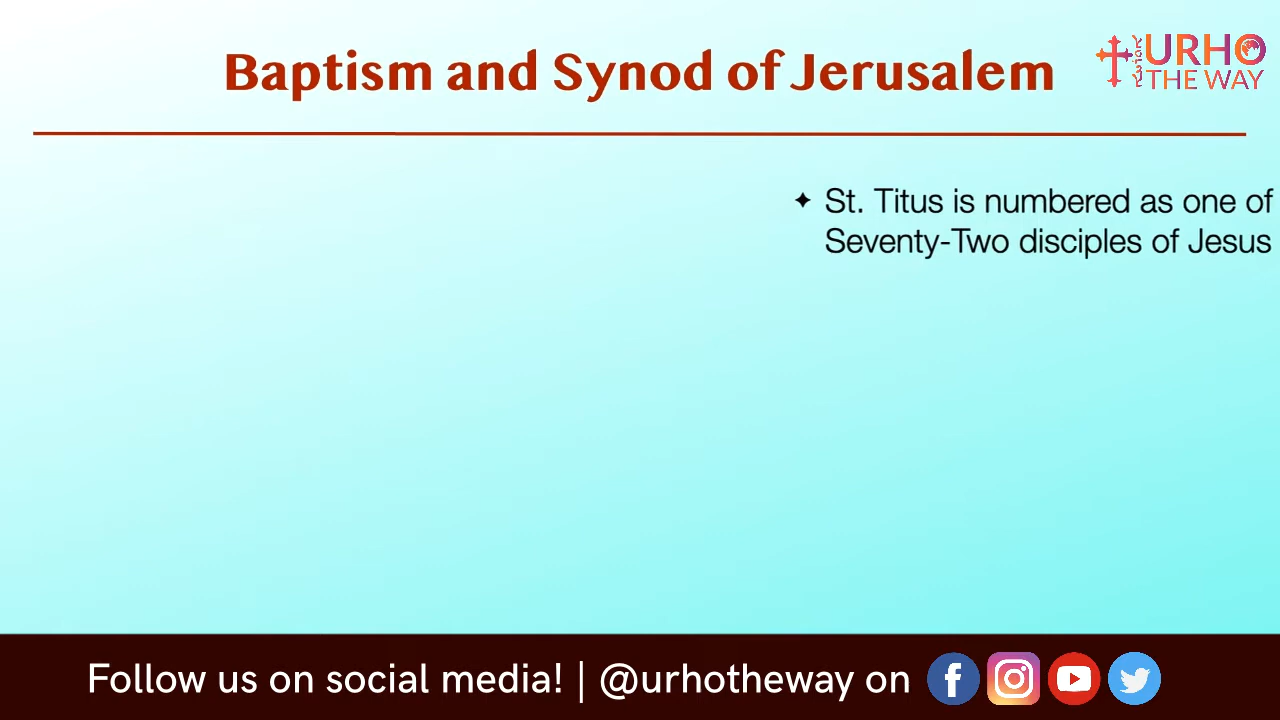 Baptism and Synod of Jerusalem
URHO
THE WAY
✦ St. Titus is numbered as one of
Seventy-Two disciples of Jesus
Follow us on social media! | @urhotheway on